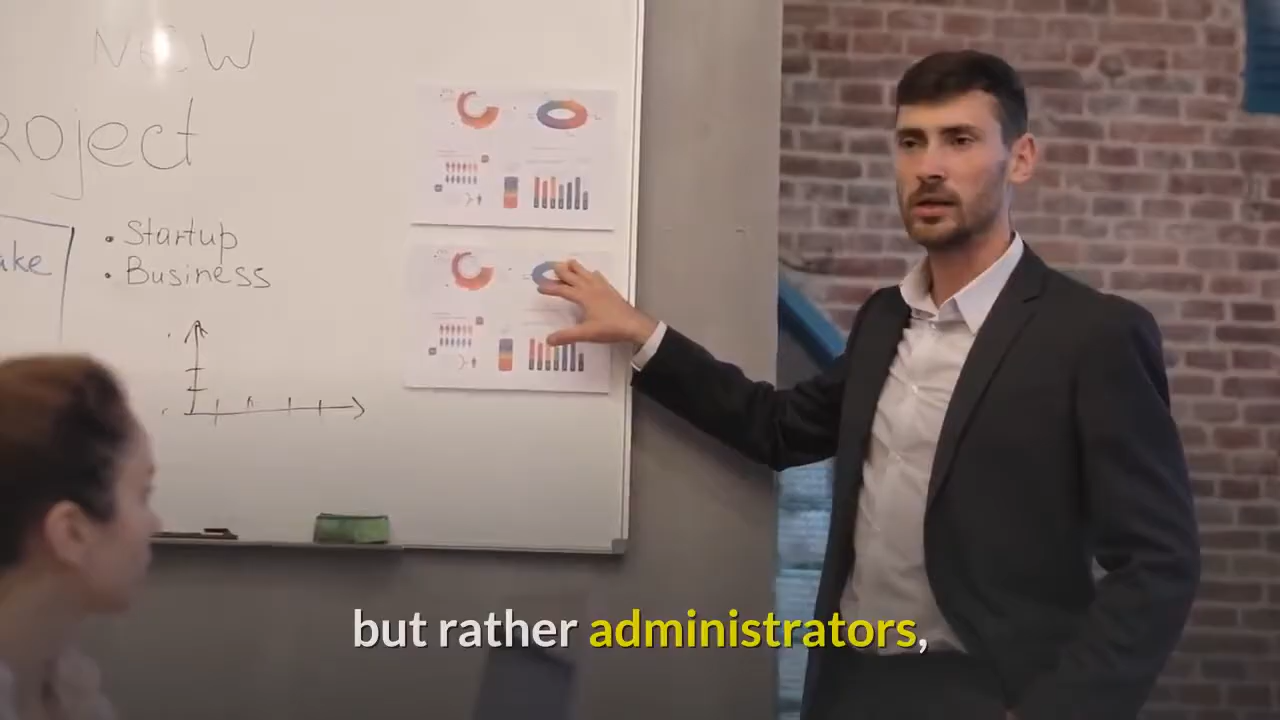 NEW
roject
ake
• Startup
• Business
but rather administrators,